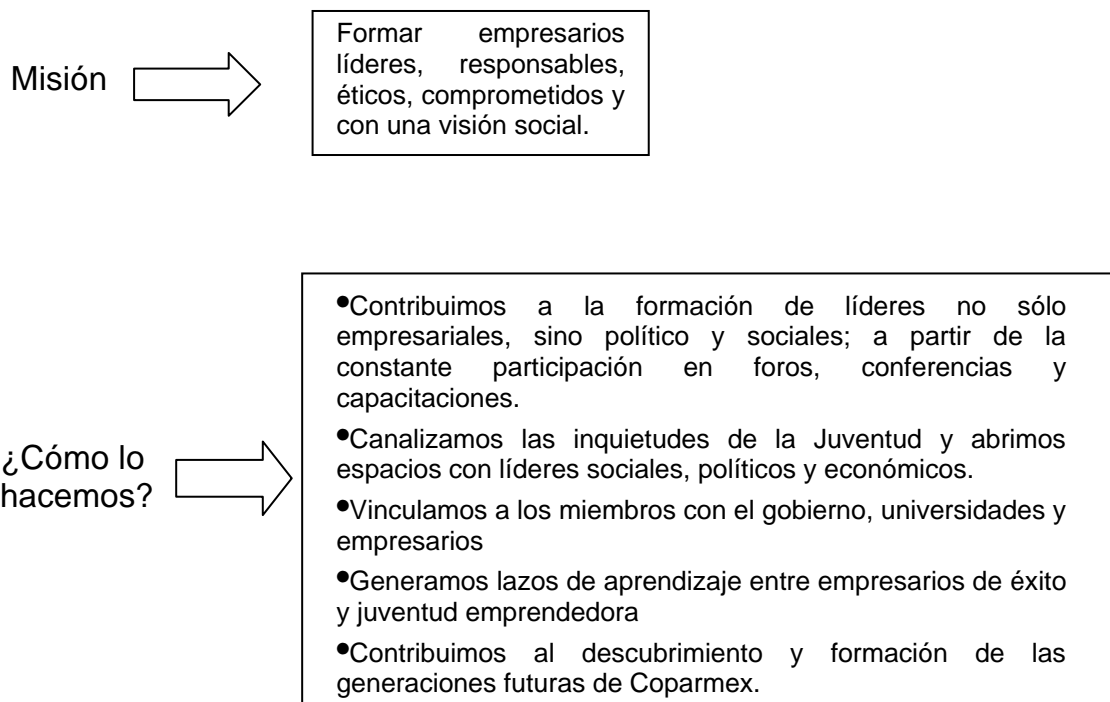 Misión
Formar empresarios
líderes, responsables,
éticos, comprometidos y
con una visión social.
¿Cómo lo
hacemos?
•Contribuimos a la formación de líderes no sólo
empresariales, sino político y sociales; a partir de la
constante participación en foros, conferencias y
capacitaciones.
•Canalizamos las inquietudes de la Juventud y abrimos
espacios con líderes sociales, políticos y económicos.
•Vinculamos a los miembros con el gobierno, universidades y
empresarios
•Generamos lazos de aprendizaje entre empresarios de éxito
y juventud emprendedora
•Contribuimos al descubrimiento y formación de las
generaciones futuras de Coparmex.